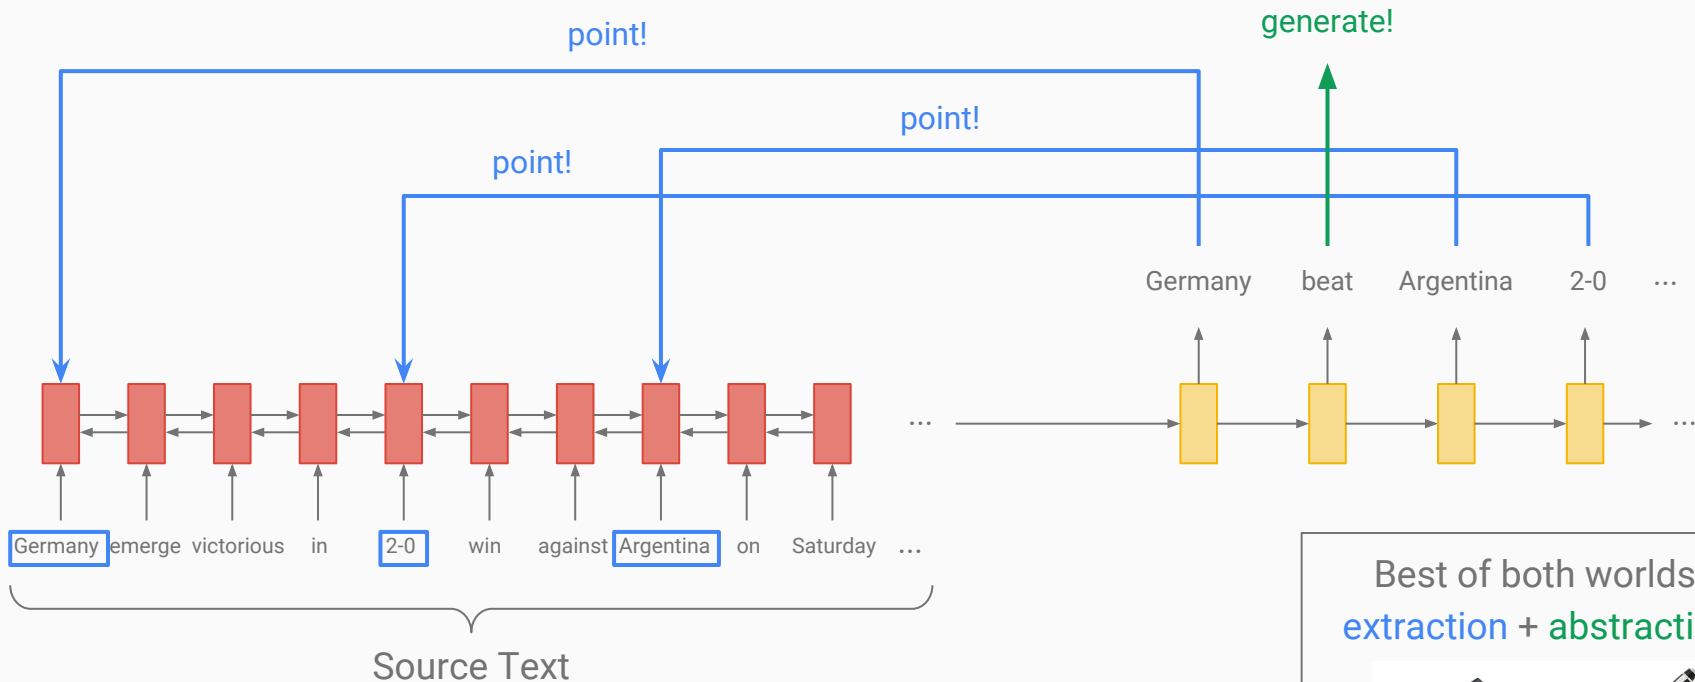 generate!
point!
point!
point!
Germany beat Argentina 2-0 ...
... ...
Germany emerge victorious in 2-0 win against Argentina on Saturday ...
Source Text
Best of both worlds
extraction + abstracti